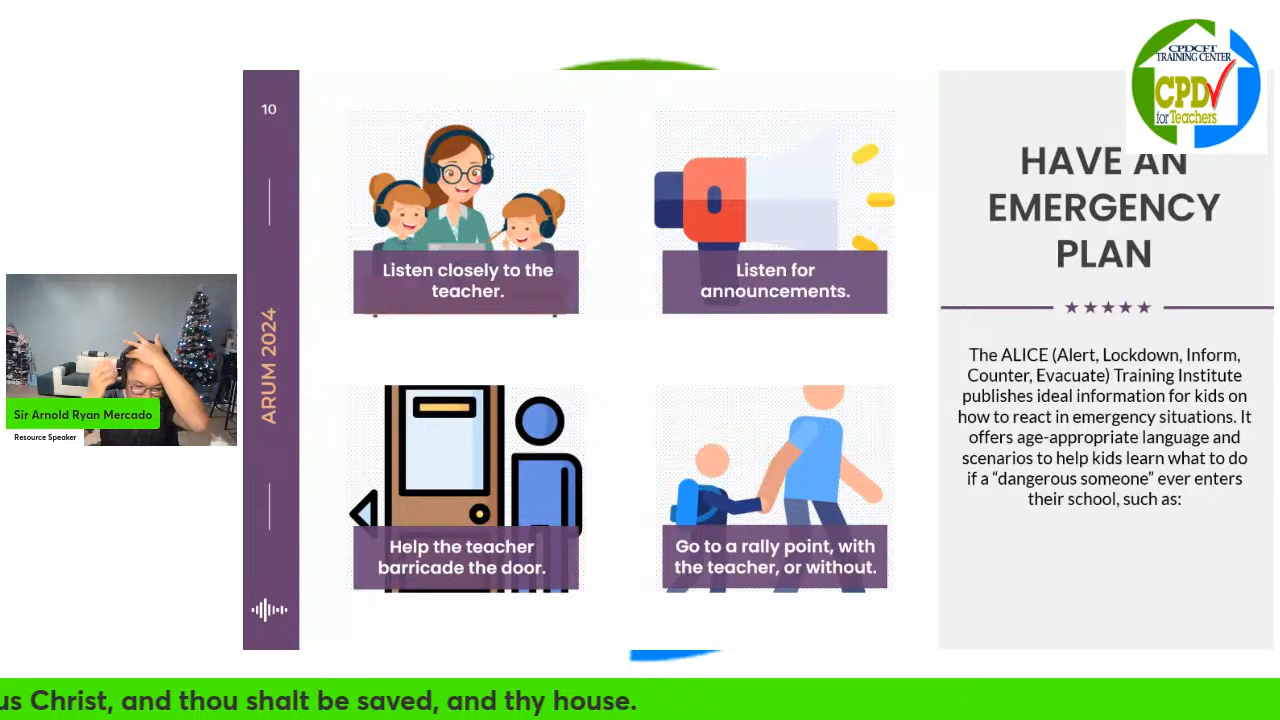 CPDCFT
TRAINING CENTER
CPD
for Teachers
10
ARUM 2024
Listen closely to the
teacher.
Listen for
announcements.
Help the teacher
barricade the door.
Go to a rally point, with
the teacher, or without.
HAVE AN
EMERGENCY
PLAN
The ALICE (Alert, Lockdown, Inform,
Counter, Evacuate) Training Institute
publishes ideal information for kids on
how to react in emergency situations. It
offers age-appropriate language and
scenarios to help kids learn what to do
if a “dangerous someone” ever enters
their school, such as:
Sir Arnold Ryan Mercado
Resource Speaker
us Christ, and thou shalt be saved, and thy house.